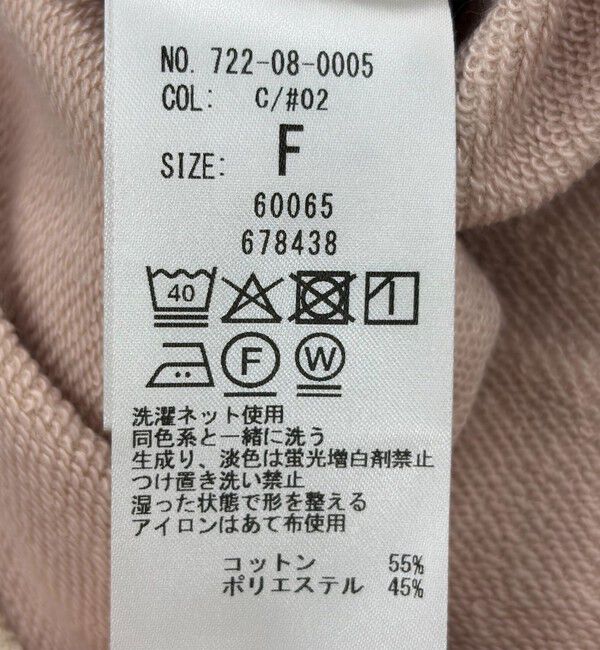 NO. 722-08-0005
COL: C/#02
SIZE: F
60065
678438
40
F W
洗濯ネット使用
同色系と一緒に洗う
生成り、淡色は蛍光増白剤禁止
つけ置き洗い禁止
湿った状態で形を整える
アイロンはあて布使用
コットン 55%
ポリエステル 45%